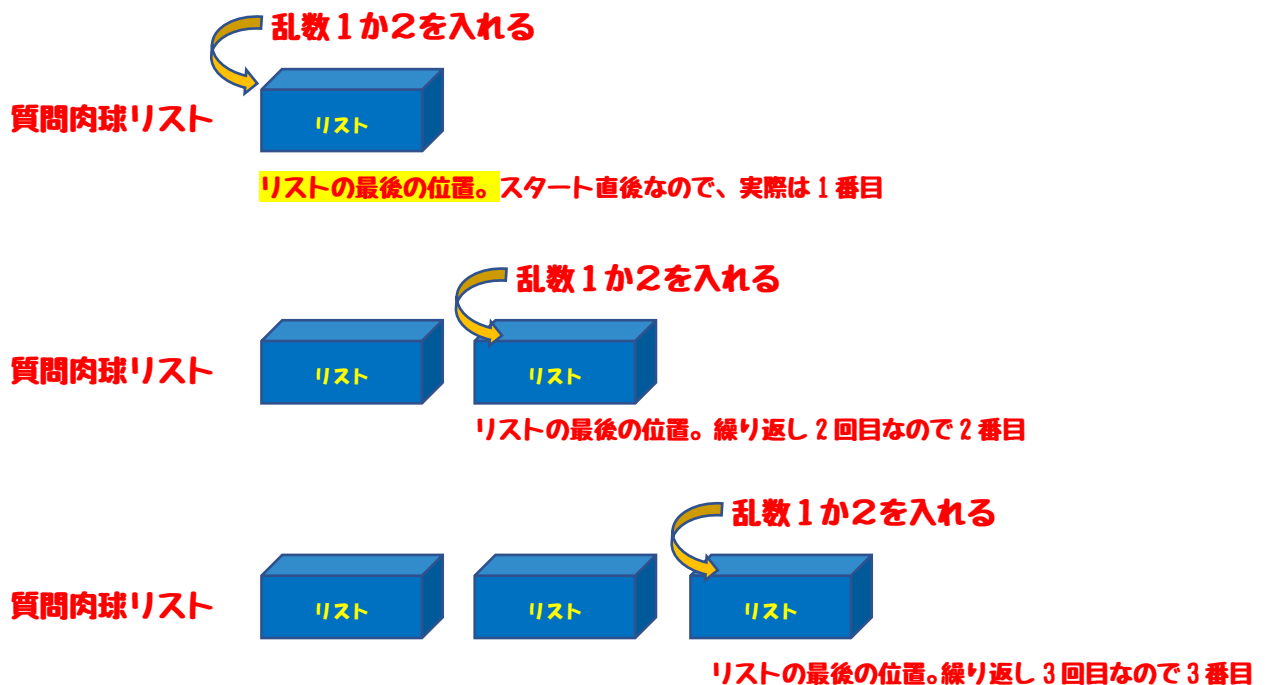 乱数1か2を入れる
質問肉球リスト
リスト
リストの最後の位置。スタート直後なので、実際は1番目
乱数1か2を入れる
質問肉球リスト
リスト リスト
リストの最後の位置。繰り返し2回目なので2番目
乱数1か2を入れる
質問肉球リスト
リスト リスト リスト
リストの最後の位置。繰り返し3回目なので3番目